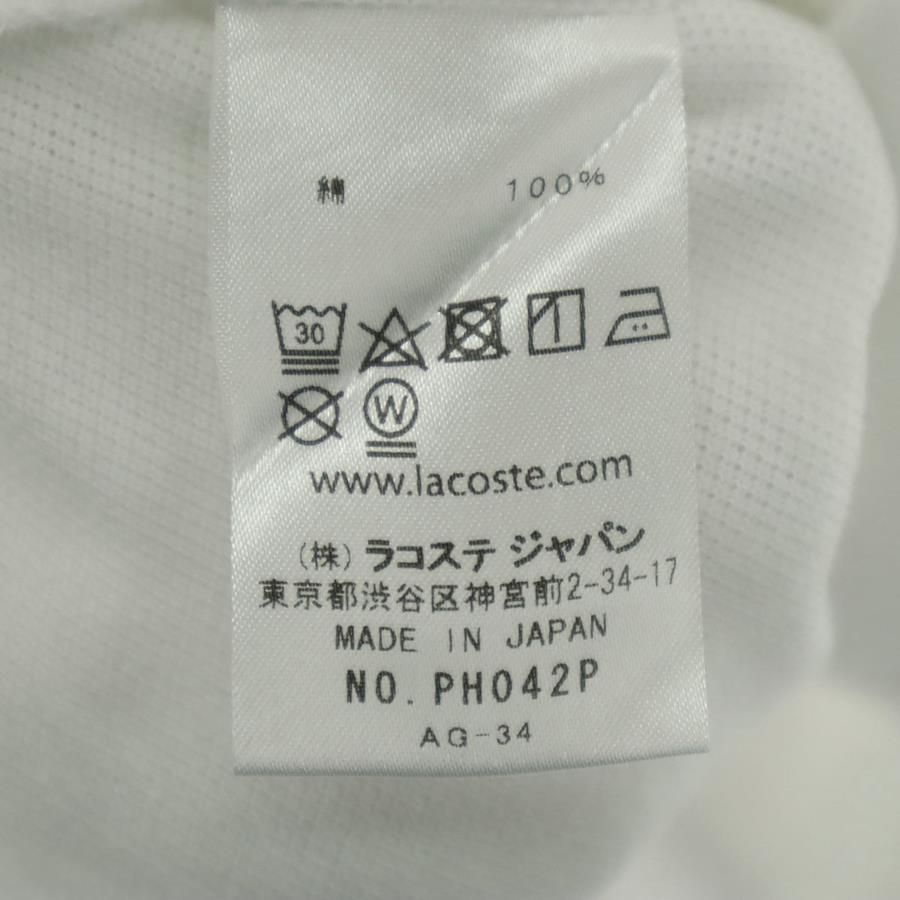 綿 100%
30
W
www.lacoste.com
(株) ラコステ ジャパン
東京都渋谷区神宮前2-34-17
MADE IN JAPAN
NO. PH042P
AG-34